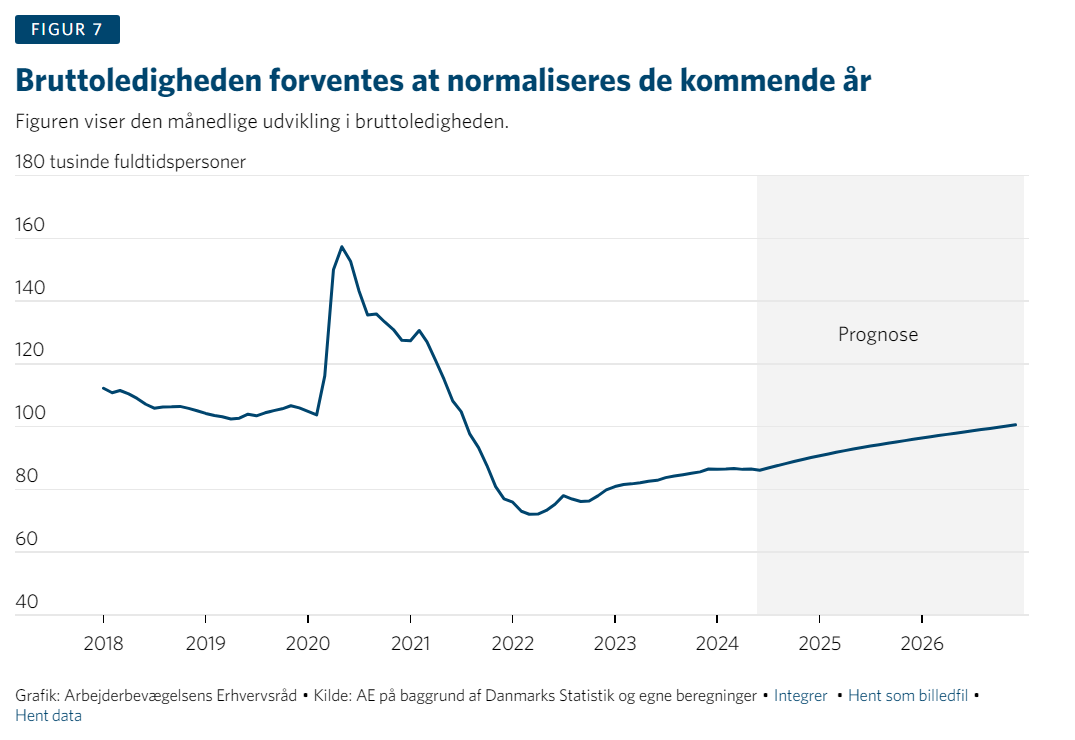 FIGUR 7
Bruttoledigheden forventes at normaliseres de kommende år
Figuren viser den månedlige udvikling i bruttoledigheden.
180 tusinde fuldtidspersoner
160
140
120
Prognose
100
80
60
40
2018 2019 2020 2021 2022 2023 2024 2025 2026
Grafik: Arbejderbevægelsens Erhvervsråd • Kilde: AE på baggrund af Danmarks Statistik og egne beregninger • Integrer • Hent som billedfil •
Hent data